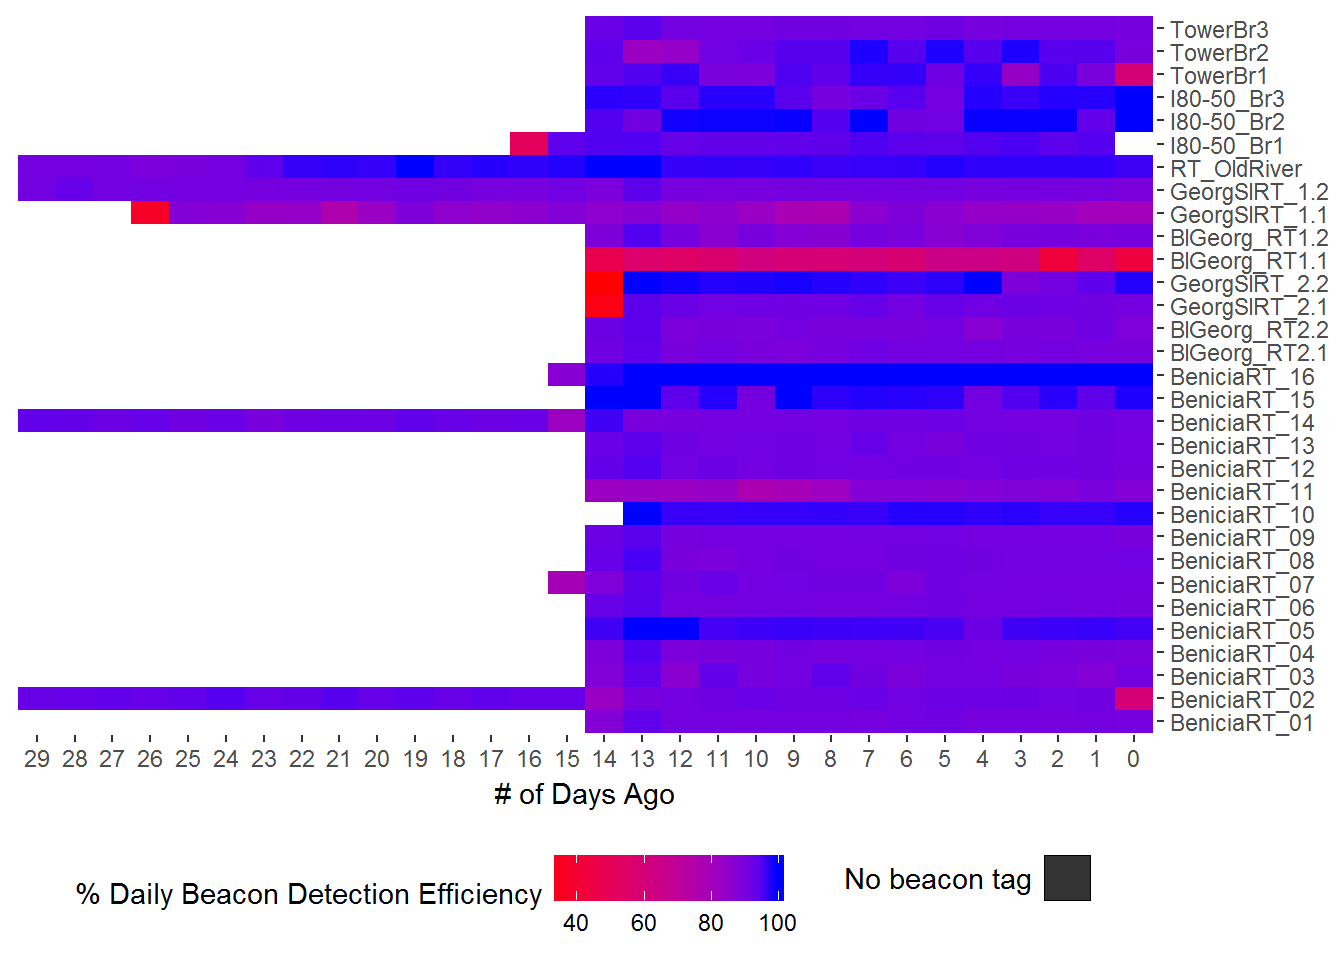 TowerBr3
TowerBr2
TowerBr1
I80-50_Br3
I80-50_Br2
I80-50_Br1
RT_OldRiver
GeorgSlRT_1.2
GeorgSlRT_1.1
BlGeorg_RT1.2
BlGeorg_RT1.1
GeorgSlRT_2.2
GeorgSlRT_2.1
BlGeorg_RT2.2
BlGeorg_RT2.1
BeniciaRT_16
BeniciaRT_15
BeniciaRT_14
BeniciaRT_13
BeniciaRT_12
BeniciaRT_11
BeniciaRT_10
BeniciaRT_09
BeniciaRT_08
BeniciaRT_07
BeniciaRT_06
BeniciaRT_05
BeniciaRT_04
BeniciaRT_03
BeniciaRT_02
BeniciaRT_01
29 28 27 26 24 23 22 21 20 19 18 17 16 15 14 13 12 11 10 9 8 7 6 5 4 3 2 1 0
# of Days Ago
% Daily Beacon Detection Efficiency
40 60 80 100
No beacon tag